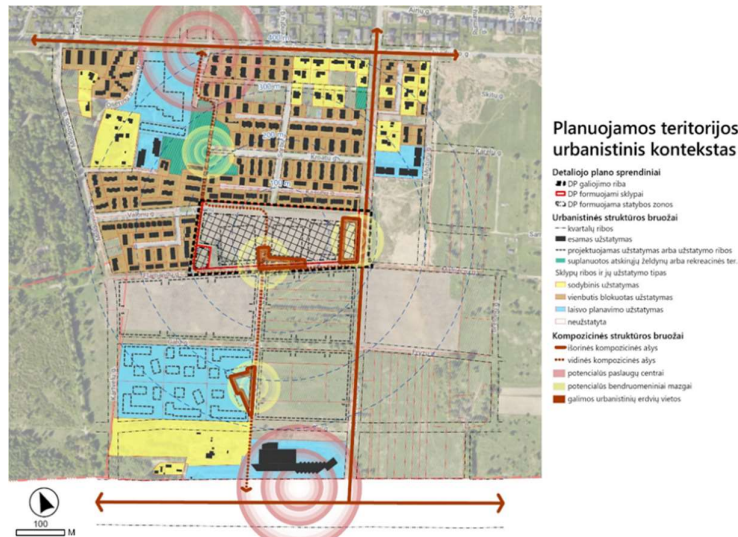 300 m
300 m
Planuojamos teritorijos
urbanistinis kontekstas
Detaliojo plano sprendiniai
DP galiojimo riba
DP formuojami sklypai
DP formuojama statybos zonos
Urbanistinės struktūros bruožai
kvartalų ribos
esamas užstatymas
projektuojamas užstatymas arba užstatymo ribos
suplanuotos atskirųjų želdynų arba rekreacinės ter.
Sklypų ribos ir jų užstatymo tipas
sodybinis užstatymas
vienbutis blokuotas užstatymas
laisvo planavimo užstatymas
neužstatyta
Kompozicinės struktūros bruožai
išorinės kompozicinės ašys
vidinės kompozicinės ašys
potencialūs paslaugų centrai
potencialūs bendruomeniniai mazgai
galimos urbanistinių erdvių vietos
100
M